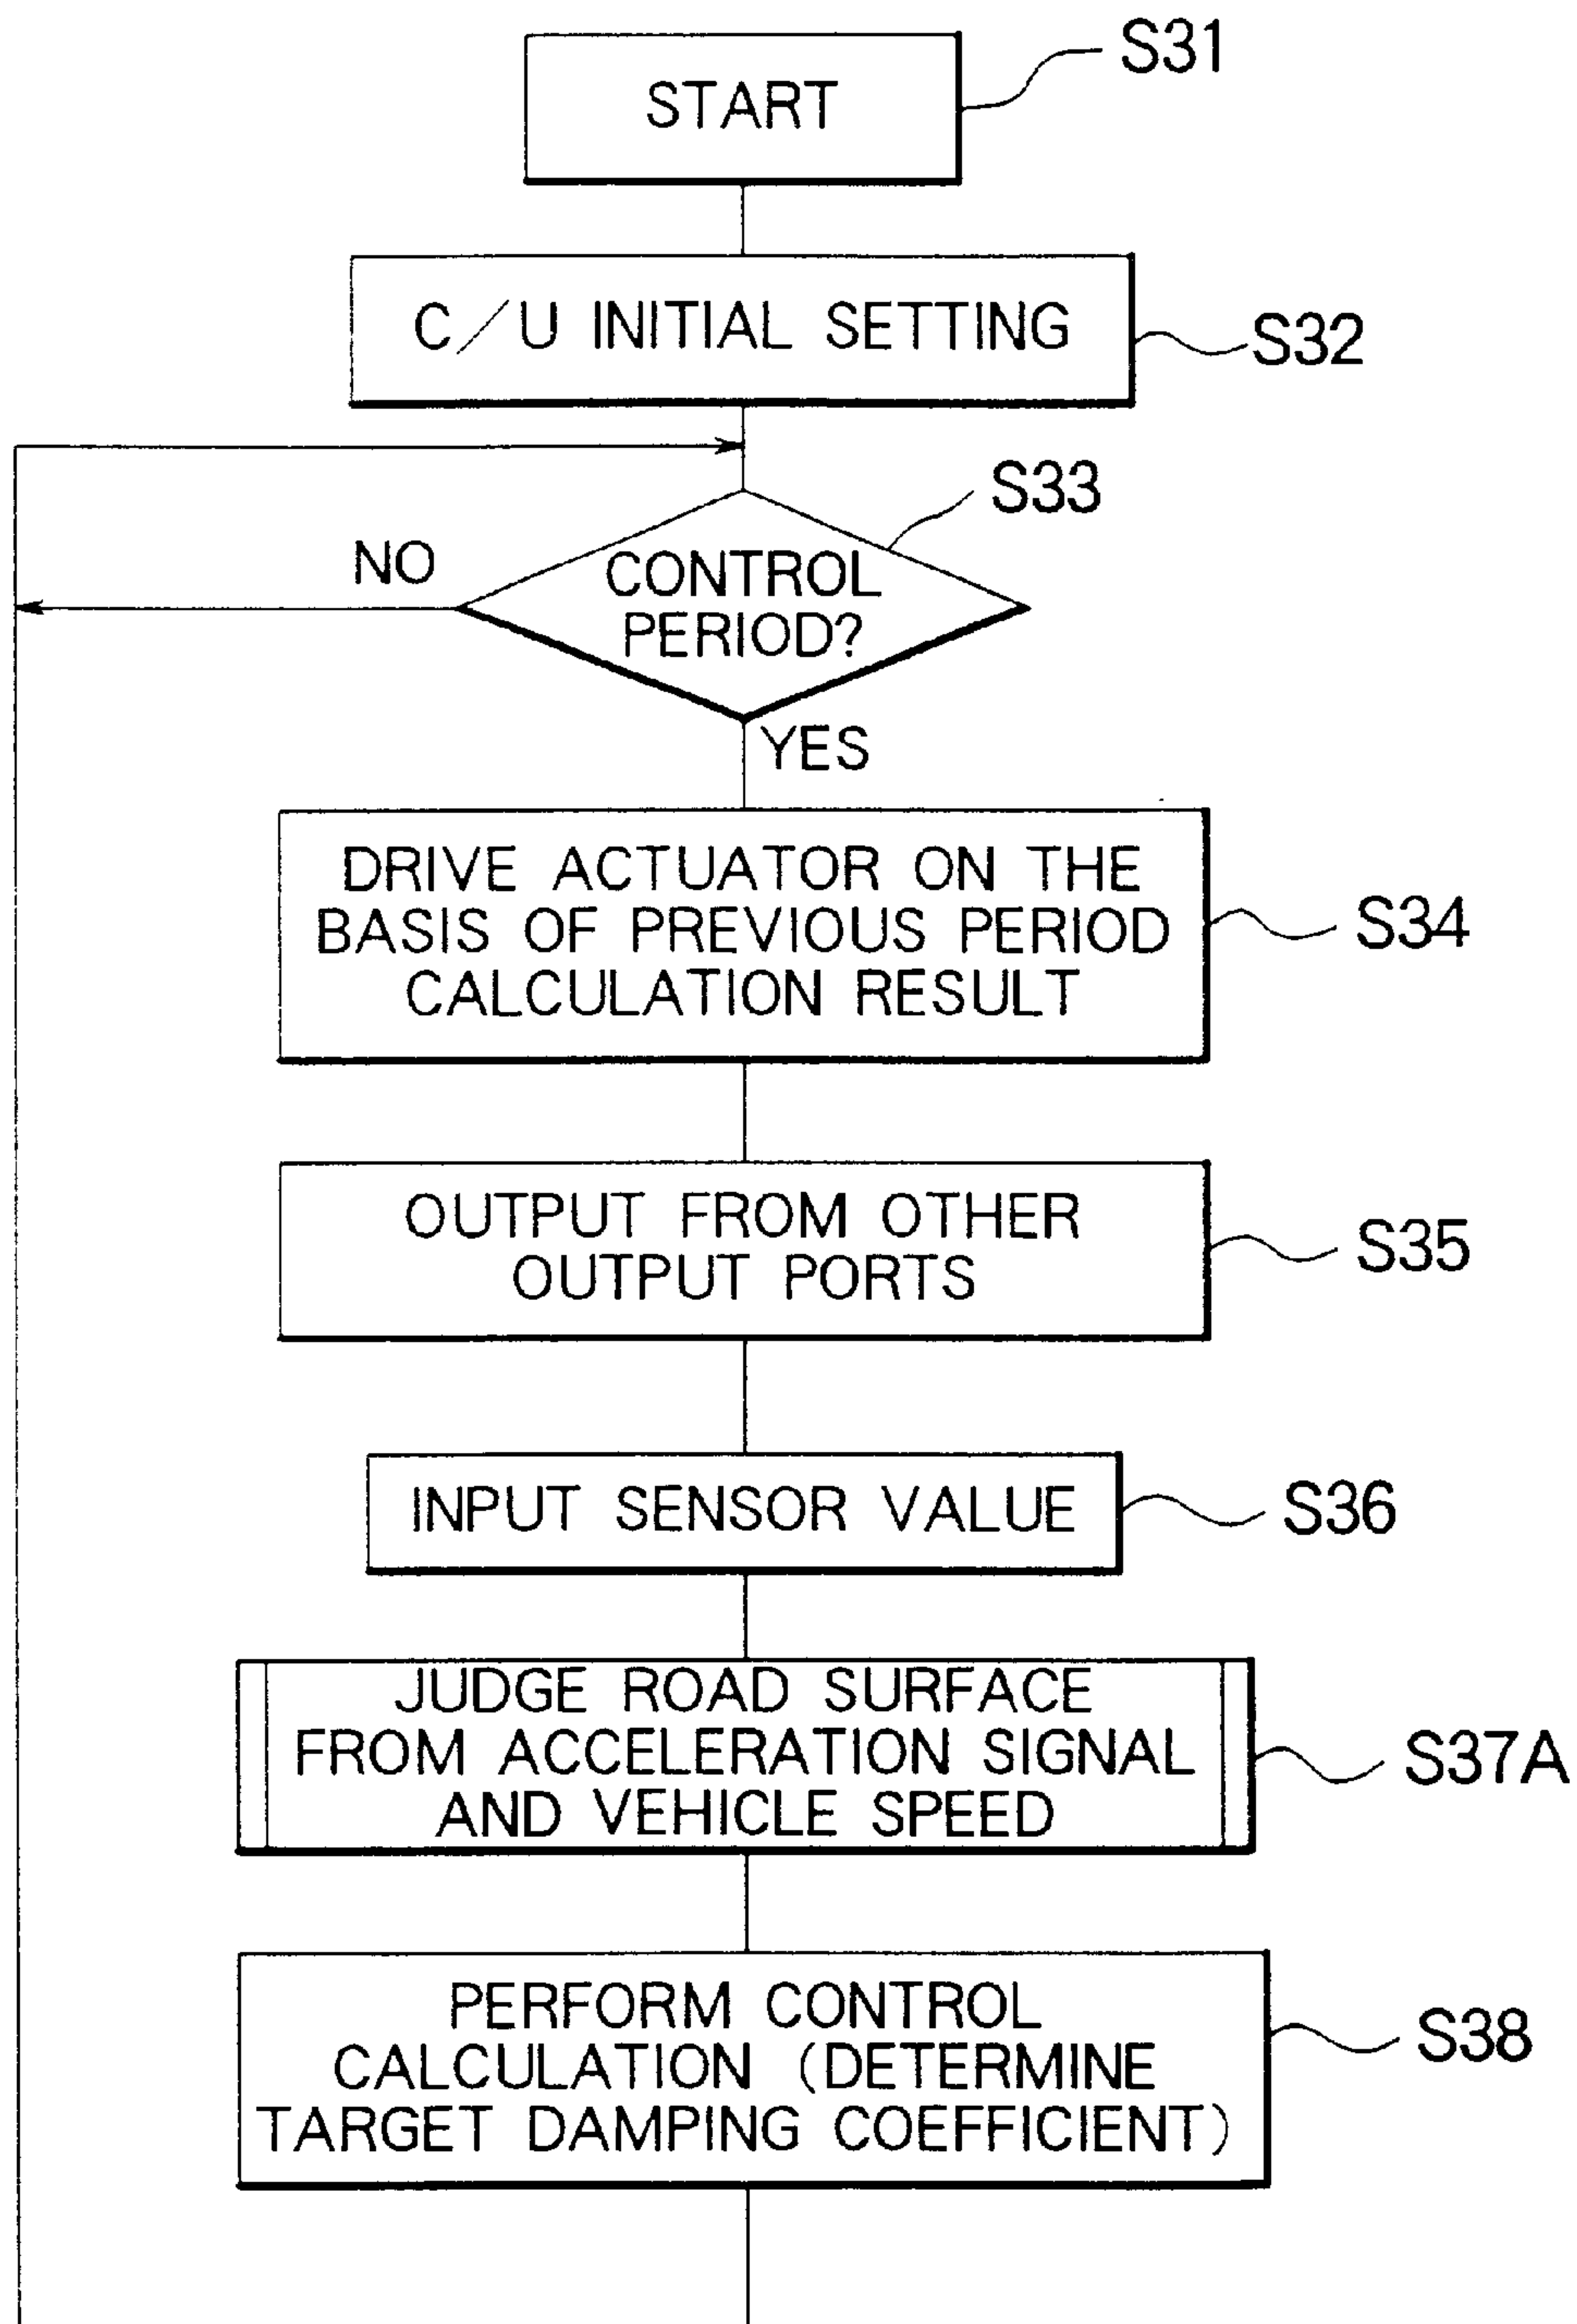 START
S31
C/U INITIAL SETTING
S32
S33
NO
CONTROL
PERIOD?
YES
DRIVE ACTUATOR ON THE
BASIS OF PREVIOUS PERIOD
CALCULATION RESULT
S34
OUTPUT FROM OTHER
OUTPUT PORTS
S35
INPUT SENSOR VALUE
S36
JUDGE ROAD SURFACE
FROM ACCELERATION SIGNAL
AND VEHICLE SPEED
S37A
PERFORM CONTROL
CALCULATION (DETERMINE
TARGET DAMPING COEFFICIENT)
S38